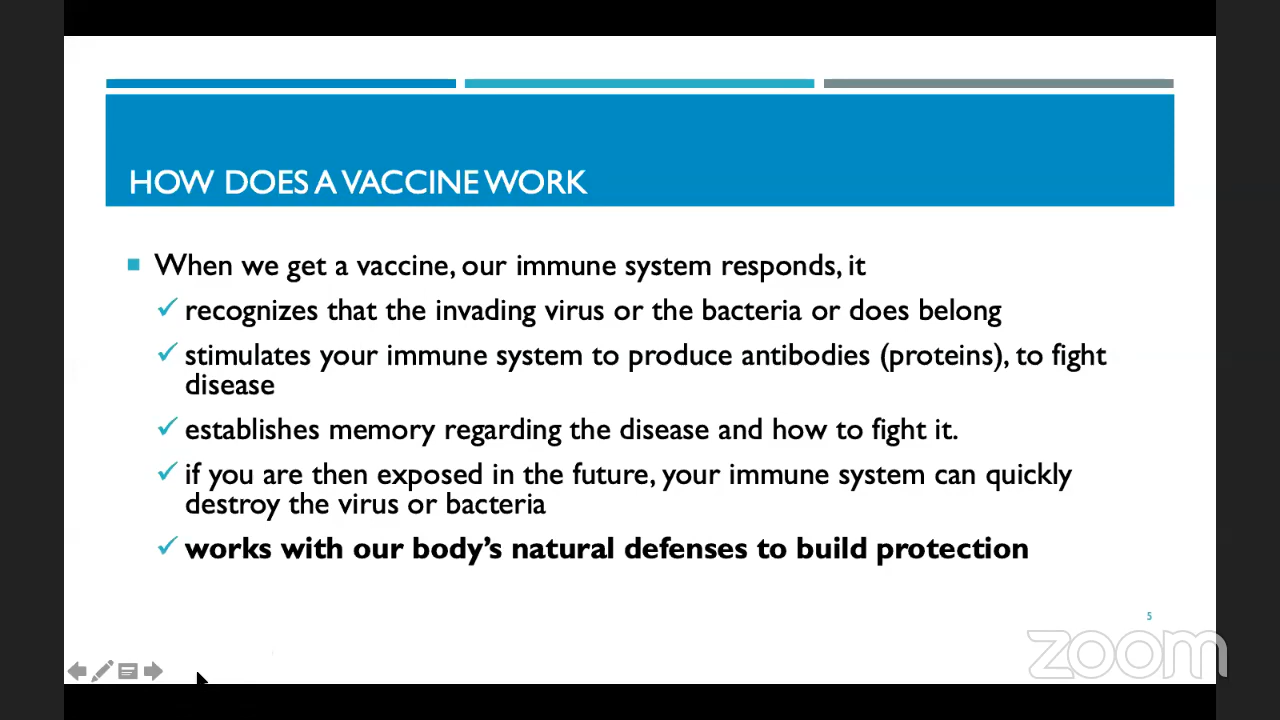 HOW DOES A VACCINE WORK
When we get a vaccine, our immune system responds, it
recognizes that the invading virus or the bacteria or does belong
stimulates your immune system to produce antibodies (proteins), to fight
disease
establishes memory regarding the disease and how to fight it.
if you are then exposed in the future, your immune system can quickly
destroy the virus or bacteria
works with our body’s natural defenses to build protection
5
zoom